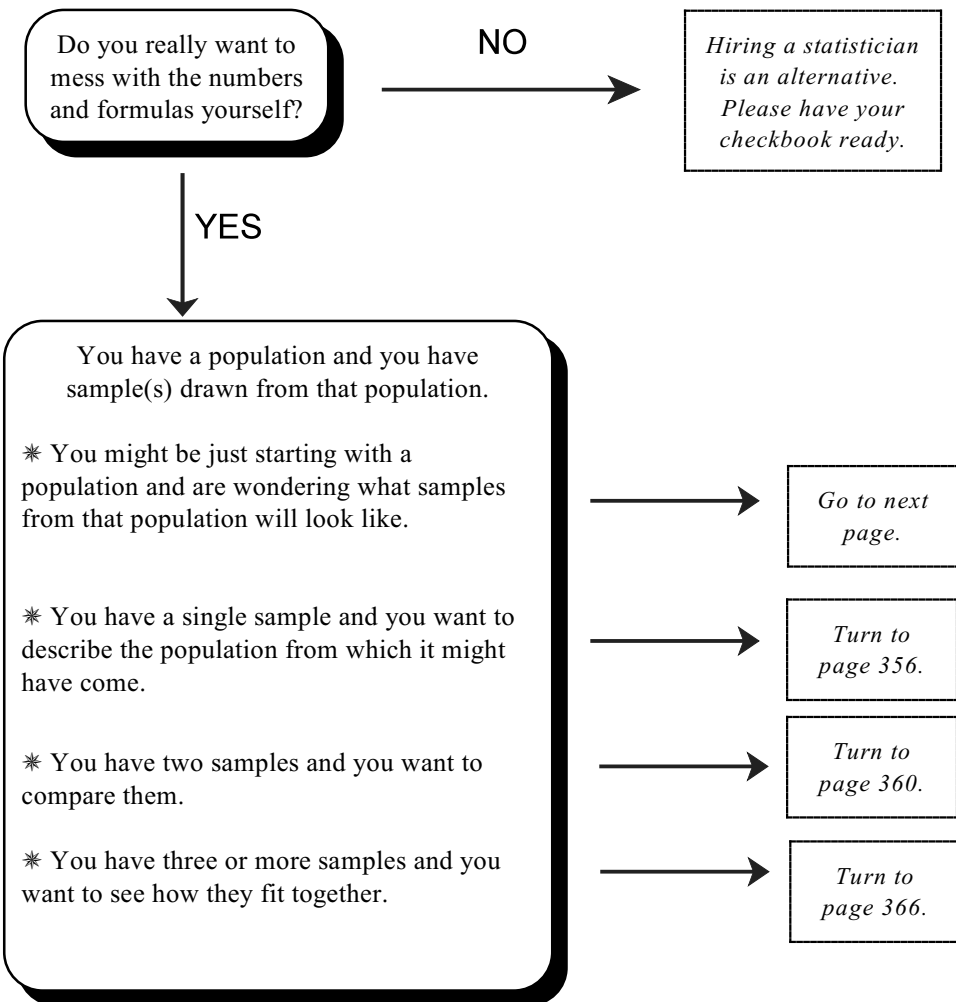 Do you really want to
mess with the numbers
and formulas yourself?
NO
Hiring a statistician
is an alternative.
Please have your
checkbook ready.
YES
You have a population and you have
sample(s) drawn from that population.
✴ You might be just starting with a
population and are wondering what samples
from that population will look like.
Go to next
page.
✴ You have a single sample and you want to
describe the population from which it might
have come.
Turn to
page 356.
✴ You have two samples and you want to
compare them.
Turn to
page 360.
✴ You have three or more samples and you
want to see how they fit together.
Turn to
page 366.